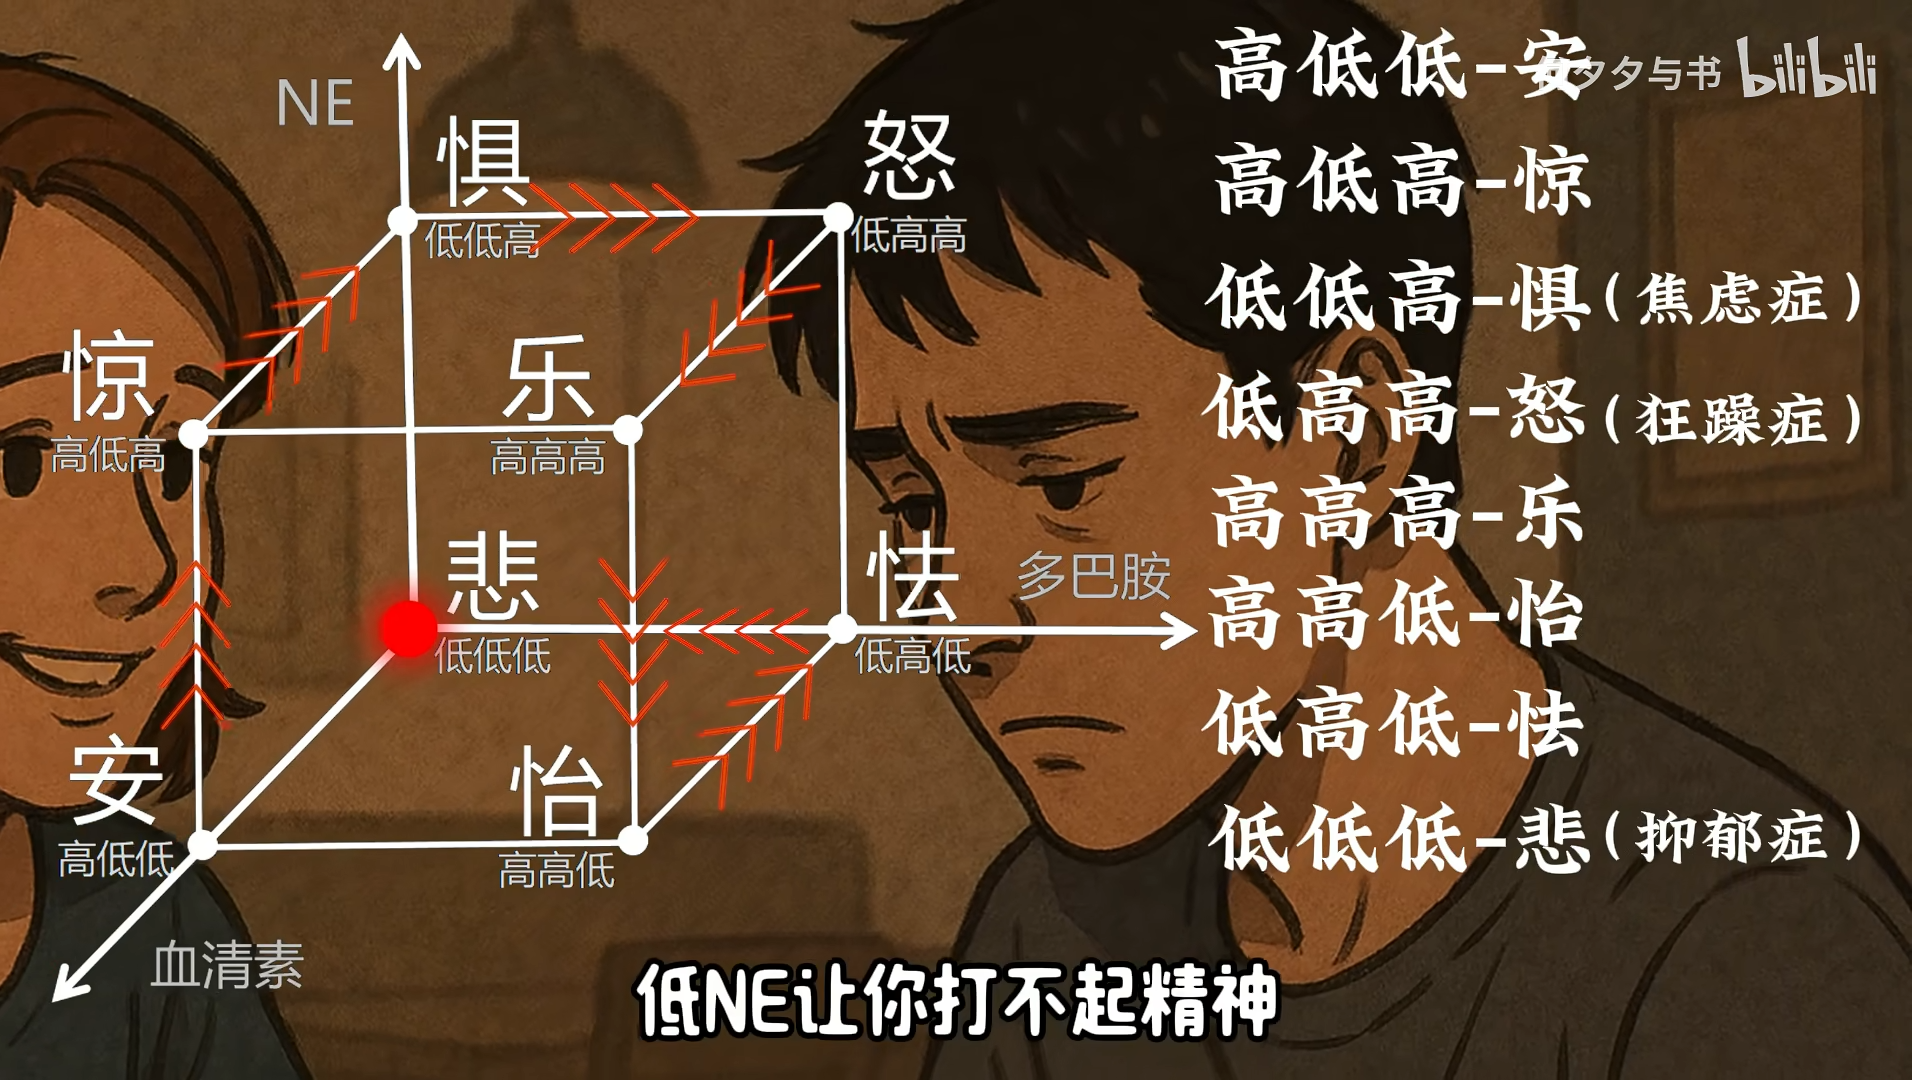 NE
惧
低低高
怒
低高高
惊
高低高
乐
高高高
悲
低低低
怯
低高低
多巴胺
安
高低低
怡
高高低
血清素
高低低-安
高低高-惊
低低高-惧(焦虑症)
低高高-怒(狂躁症)
高高高-乐
高高低-怡
低高低-怯
低低低-悲(抑郁症)
夕夕与书 bilibili
低NE让你打不起精神